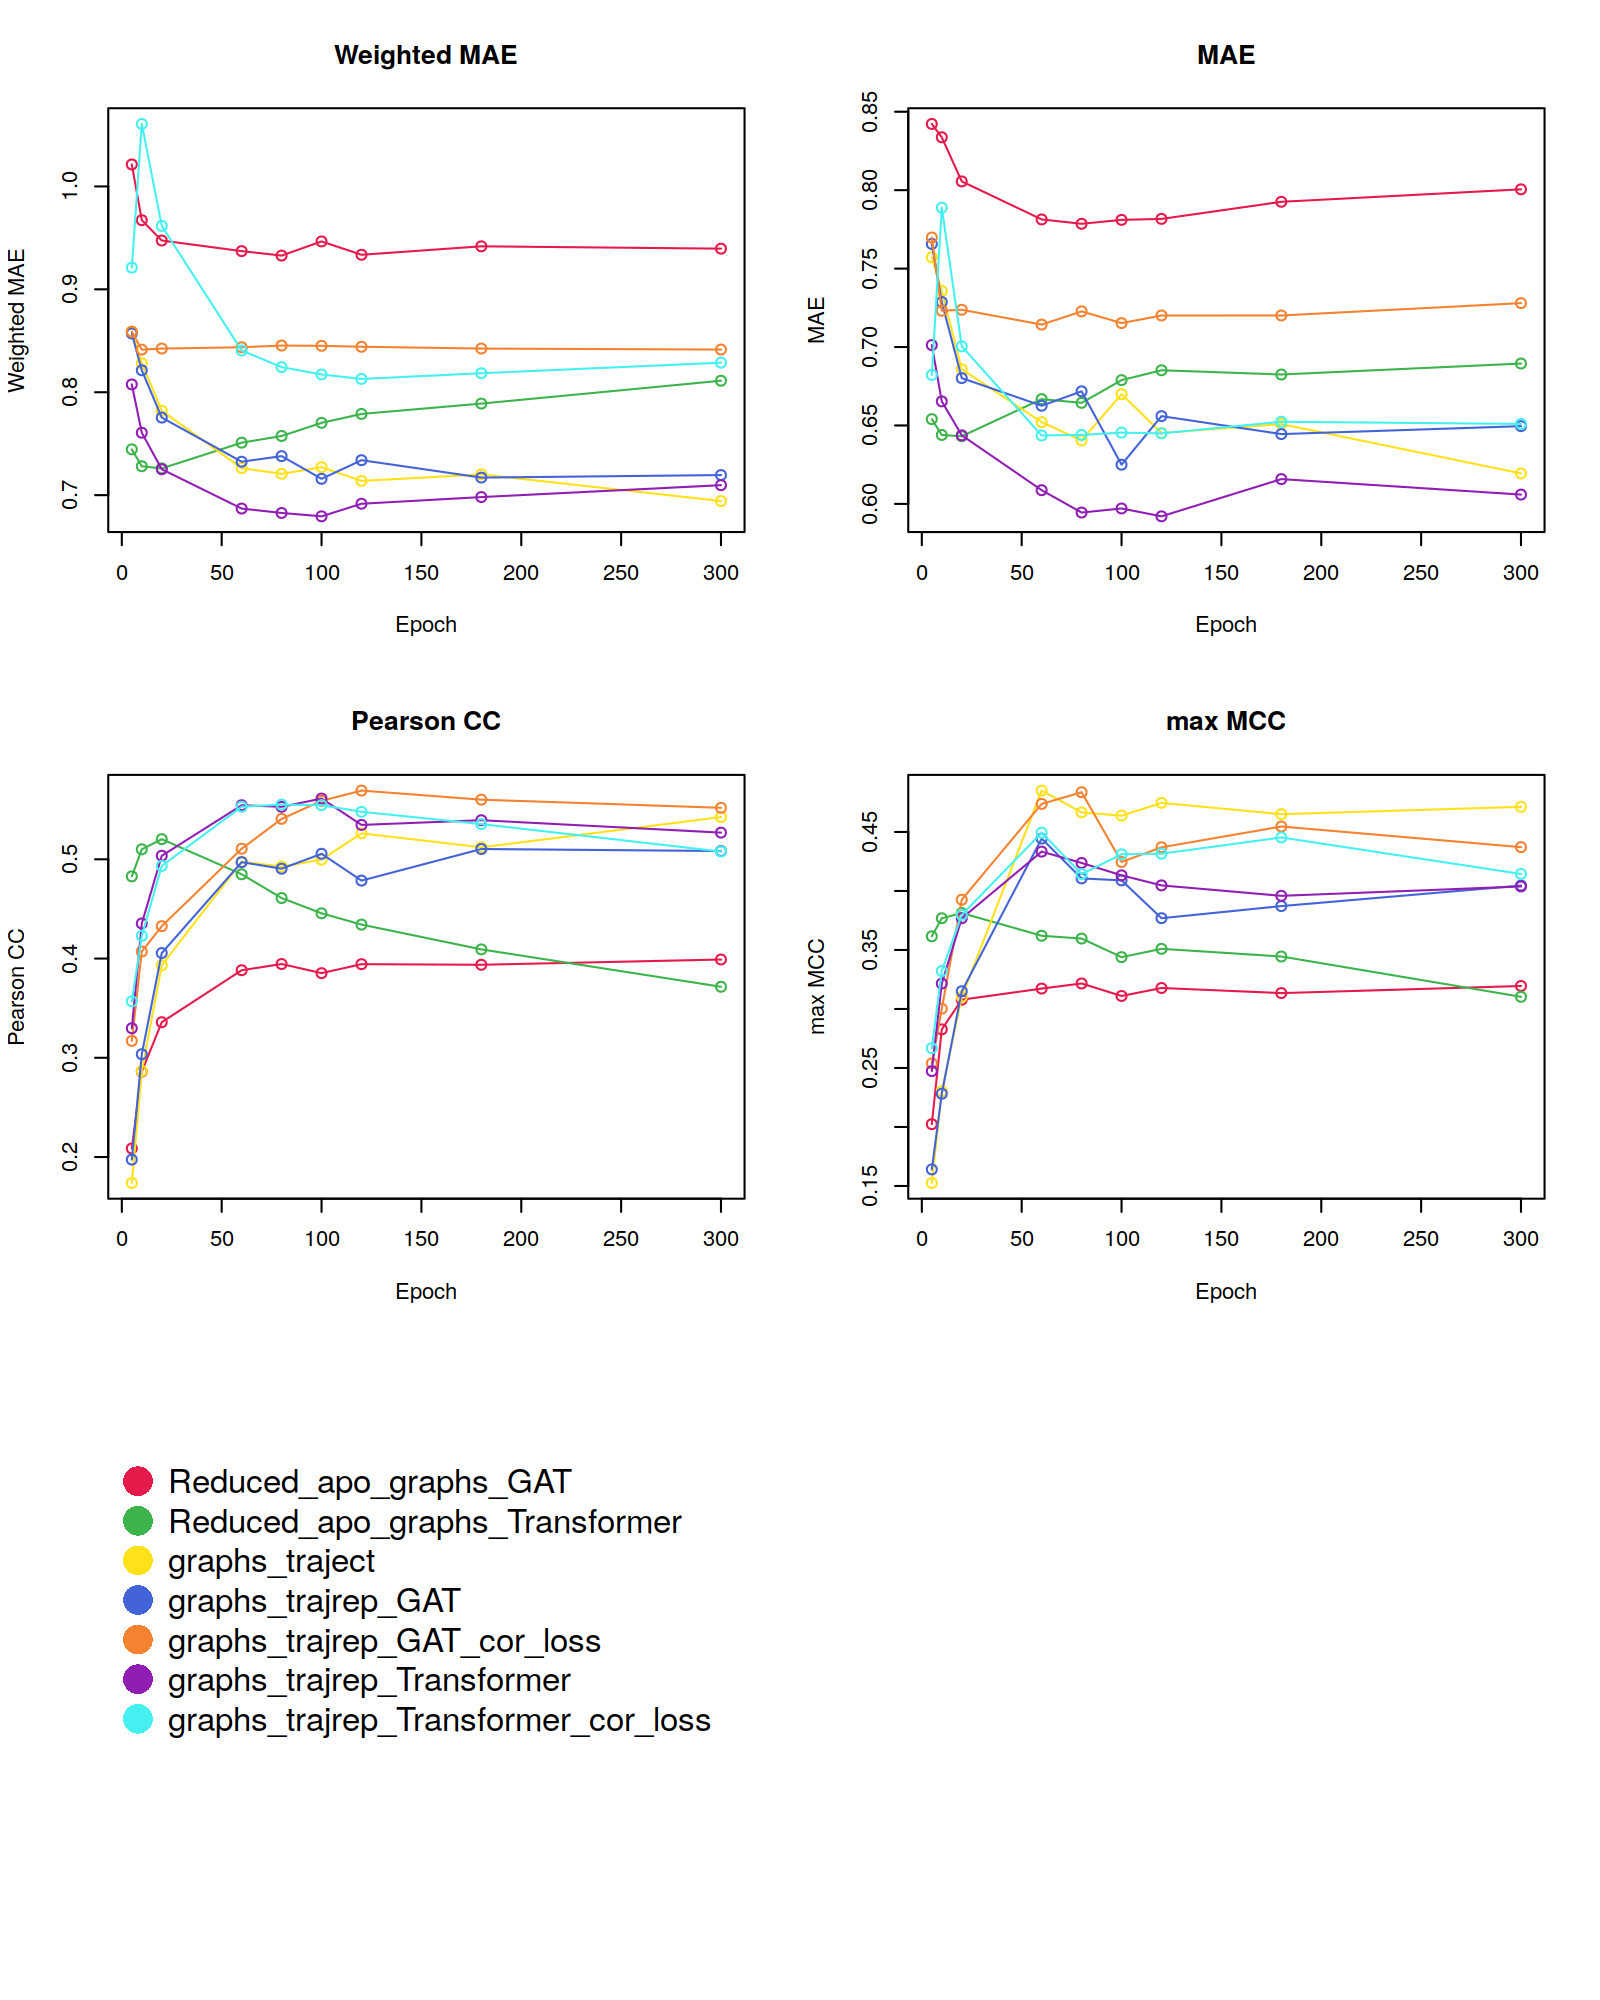 Weighted MAE
Weighted MAE
1.0
0.9
0.8
0.7
0 50 100 150 200 250 300
Epoch
MAE
MAE
0.85
0.80
0.75
0.70
0.65
0.60
0 50 100 150 200 250 300
Epoch
Pearson CC
Pearson CC
0.5
0.4
0.3
0.2
0 50 100 150 200 250 300
Epoch
max MCC
max MCC
0.45
0.35
0.25
0.15
0 50 100 150 200 250 300
Epoch
Reduced_apo_graphs_GAT
Reduced_apo_graphs_Transformer
graphs_traject
graphs_trajrep_GAT
graphs_trajrep_GAT_cor_loss
graphs_trajrep_Transformer
graphs_trajrep_Transformer_cor_loss